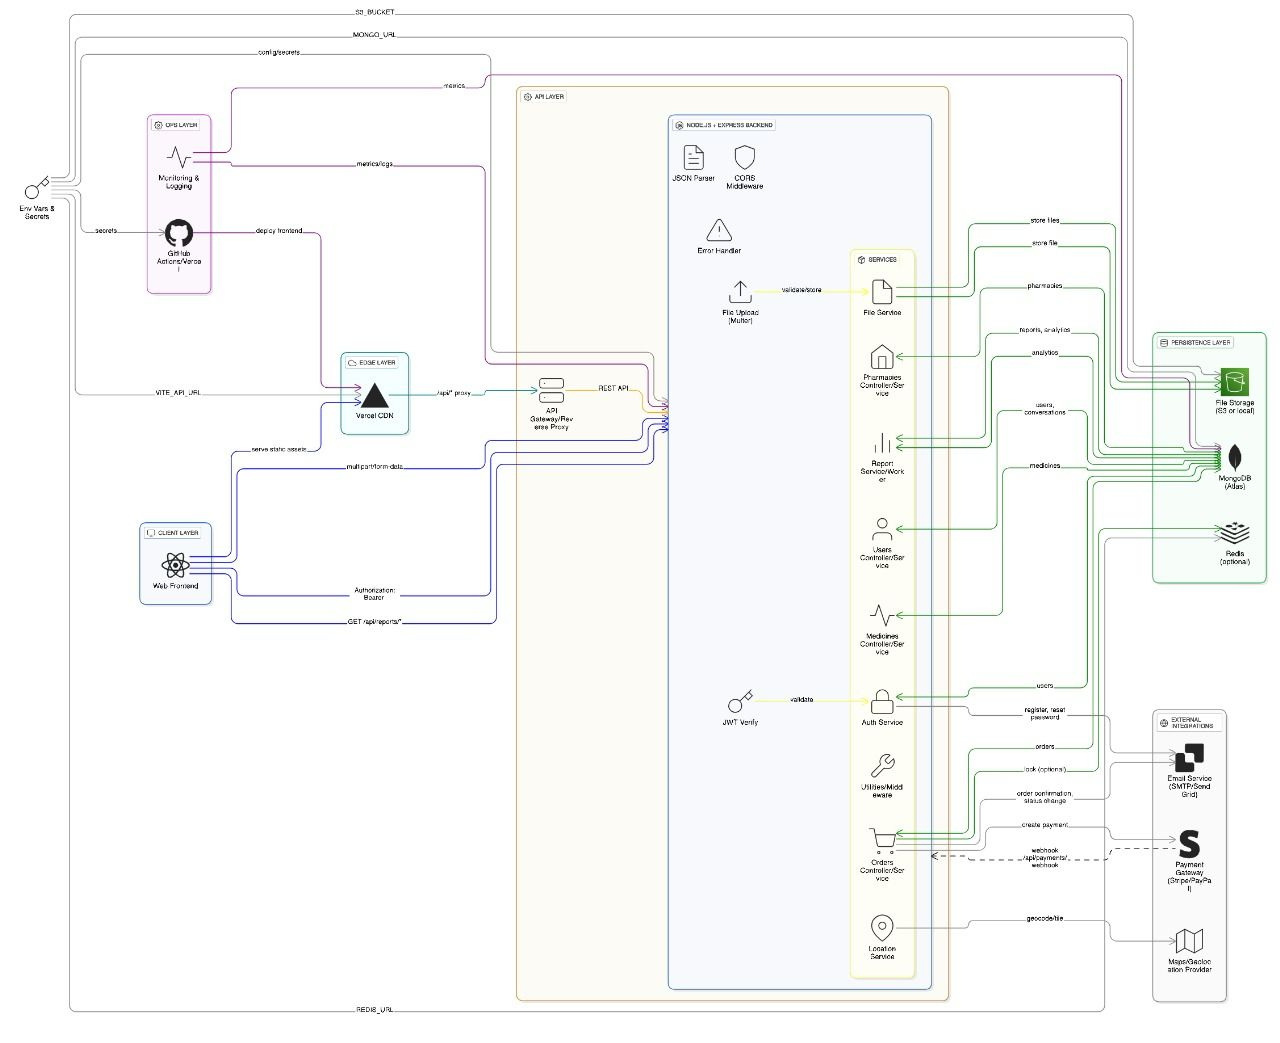 S3_BUCKET
MONGO_URL
config/secrets
metrics
API LAYER
OPS LAYER
NODE.JS + EXPRESS BACKEND
Monitoring &
Logging
metrics/logs
JSON Parser
CORS
Middleware
Env Vars &
Secrets
secrets
GitHub
Actions/Verce
l
deploy frontend
Error Handler
store files
store file
SERVICES
validate/store
File Upload
(Multer)
File Service
pharmacies
reports, analytics
analytics
PERSISTENCE LAYER
EDGE LAYER
Vercel CDN
VITE_API_URL
/api/* proxy
REST API
API
Gateway/Rev
erse Proxy
Pharmacies
Controller/Ser
vice
File Storage
(S3 or local)
users,
conversations
serve static assets
multipart/form-data
Report
Service/Work
er
medicines
MongoDB
(Atlas)
CLIENT LAYER
Web Frontend
Users
Controller/Ser
vice
Redis
(optional)
Authorization:
Bearer
GET /api/reports/*
Medicines
Controller/Ser
vice
users
validate
JWT Verify
Auth Service
register, reset
password
EXTERNAL
INTEGRATIONS
orders
lock (optional)
Utilities/Midd
leware
Email Service
(SMTP/Send
Grid)
order confirmation,
status change
create payment
webhook
/api/payments/
webhook
Orders
Controller/Ser
vice
Payment
Gateway
(Stripe/PayPa
l)
geocode/tile
Location
Service
Maps/Geoloc
ation Provider
REDIS_URL